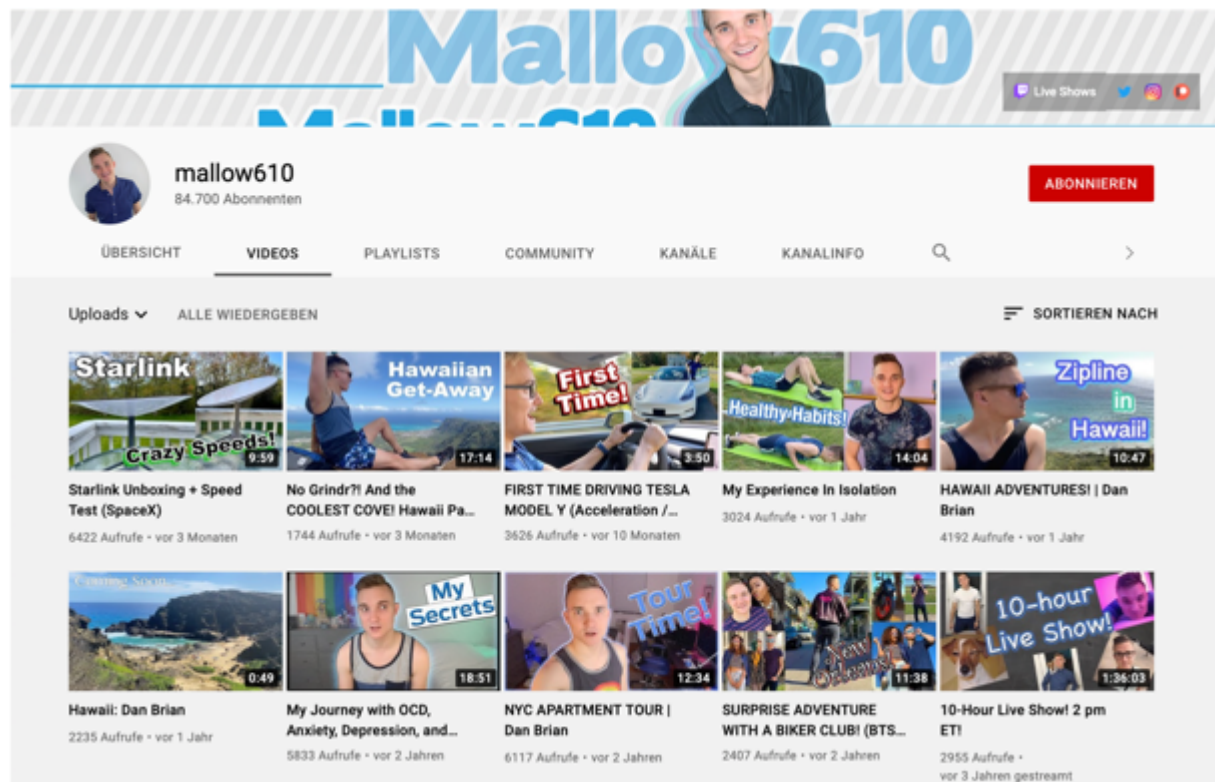 Mallow610
Mallow610
Live Shows
mallow610
84.700 Abonnenten
ABONNIEREN
ÜBERSICHT
VIDEOS
PLAYLISTS
COMMUNITY
KANÄLE
KANALINFO
Uploads
ALLE WIEDERGEBEN
SORTIEREN NACH
Starlink
Crazy Speeds!
9:59
Starlink Unboxing + Speed
Test (SpaceX)
6422 Aufrufe • vor 3 Monaten
Hawaiian
Get-Away
17:14
No Grindr?! And the
COOLEST COVE! Hawaii Pa...
1744 Aufrufe • vor 3 Monaten
First
Time!
3:50
FIRST TIME DRIVING TESLA
MODEL Y (Acceleration /...
3626 Aufrufe • vor 10 Monaten
Healthy Habits!
14:04
My Experience In Isolation
3024 Aufrufe • vor 1 Jahr
Zipline
in
Hawaii!
10:47
HAWAII ADVENTURES! | Dan
Brian
4192 Aufrufe • vor 1 Jahr
Coming Soon...
0:49
Hawaii: Dan Brian
2235 Aufrufe • vor 1 Jahr
My
Secrets
18:51
My Journey with OCD,
Anxiety, Depression, and...
5833 Aufrufe • vor 2 Jahren
Tour
Time!
12:34
NYC APARTMENT TOUR |
Dan Brian
6117 Aufrufe • vor 2 Jahren
New
Orleans!
11:38
SURPRISE ADVENTURE
WITH A BIKER CLUB! (BTS...
2407 Aufrufe • vor 2 Jahren
10-hour
Live Show!
1:36:03
10-Hour Live Show! 2 pm
ET!
2955 Aufrufe •
vor 3 Jahren gestreamt